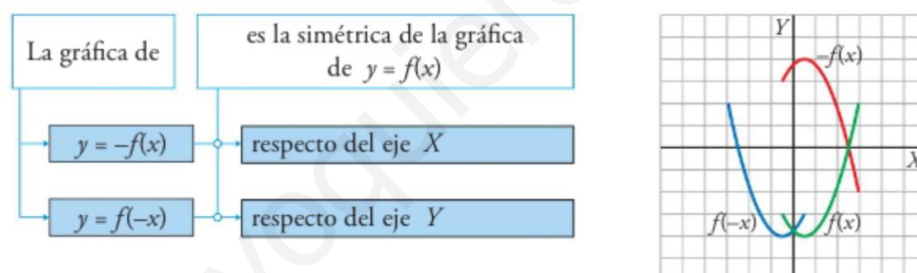 La gráfica de
es la simétrica de la gráfica
de y = f(x)
y = –f(x)
respecto del eje X
y = f(–x)
respecto del eje Y
Y
–f(x)
X
f(–x)
f(x)